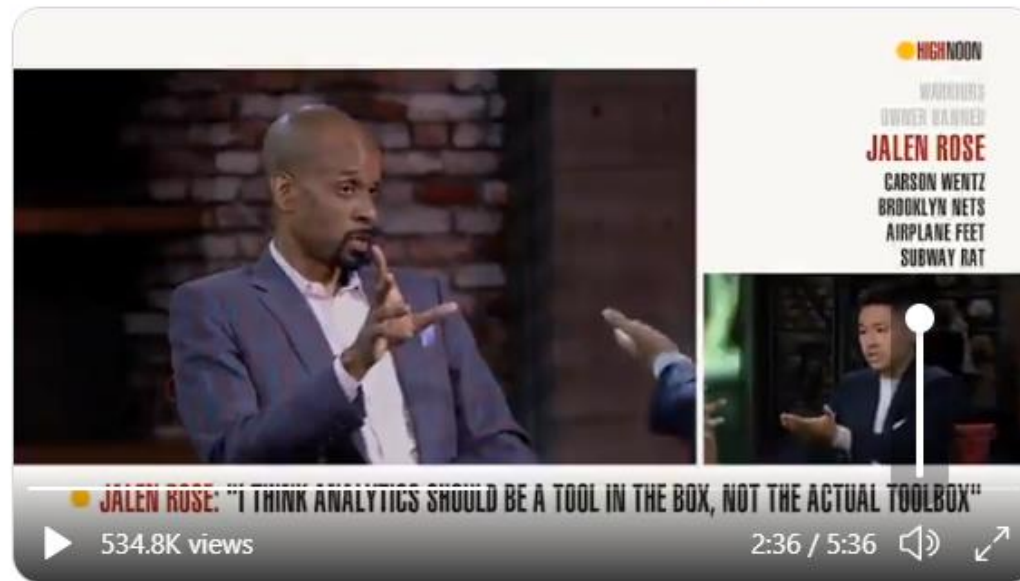 HIGHNOON
WARRIORS
OWNER BANNED
JALEN ROSE
CARSON WENTZ
BROOKLYN NETS
AIRPLANE FEET
SUBWAY RAT
JALEN ROSE: "I THINK ANALYTICS SHOULD BE A TOOL IN THE BOX, NOT THE ACTUAL TOOLBOX"
534.8K views
2:36 / 5:36